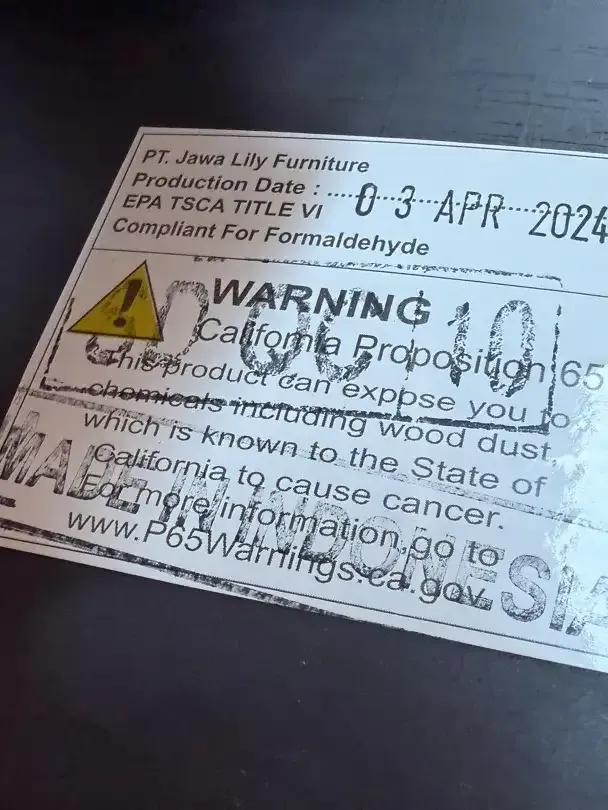 PT. Jawa Lily Furniture
Production Date : 03 APR 2024
EPA TSCA TITLE VI
Compliant For Formaldehyde
WARNING
California Proposition 65
This product can expose you to
chemicals including wood dust,
which is known to the State of
California to cause cancer.
For more information,go to
www.P65Warnings.ca.gov
MADE IN INDONESIA